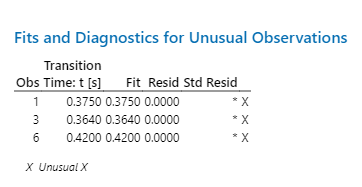 Fits and Diagnostics for Unusual Observations
Transition
Obs Time: t [s] Fit Resid Std Resid
1 0.3750 0.3750 0.0000 * X
3 0.3640 0.3640 0.0000 * X
6 0.4200 0.4200 0.0000 * X
X Unusual X